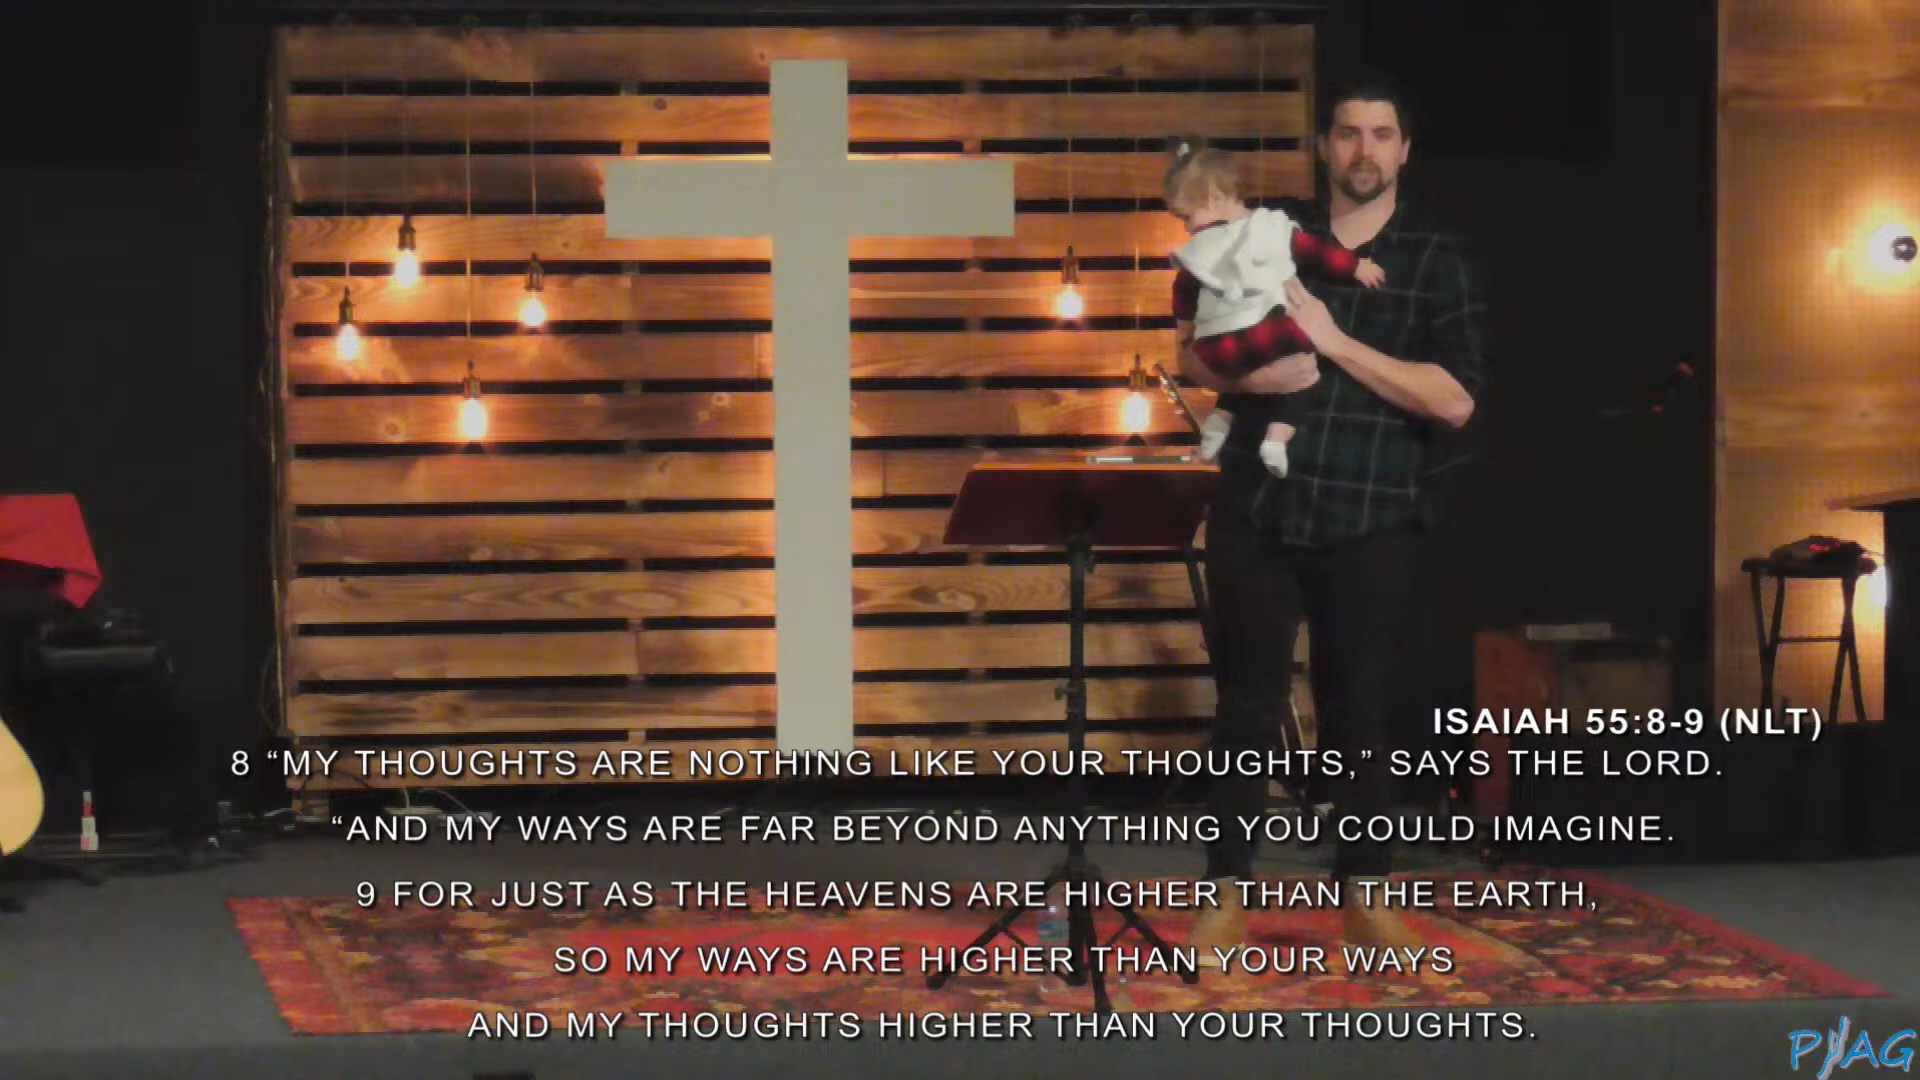 ISAIAH 55:8-9 (NLT)
8 “MY THOUGHTS ARE NOTHING LIKE YOUR THOUGHTS,” SAYS THE LORD.
“AND MY WAYS ARE FAR BEYOND ANYTHING YOU COULD IMAGINE.
9 FOR JUST AS THE HEAVENS ARE HIGHER THAN THE EARTH,
SO MY WAYS ARE HIGHER THAN YOUR WAYS
AND MY THOUGHTS HIGHER THAN YOUR THOUGHTS.